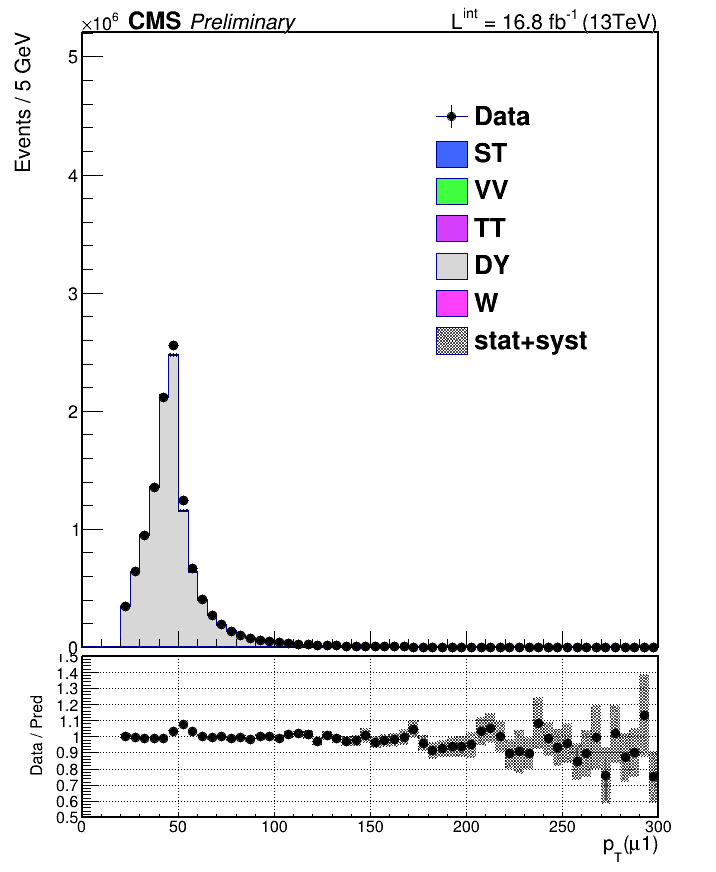 ×10⁶ CMS Preliminary L^int = 16.8 fb⁻¹ (13TeV)
Events / 5 GeV
5
4
3
2
1
0
Data
ST
VV
TT
DY
W
stat+syst
Data / Pred
1.5
1.4
1.3
1.2
1.1
1
0.9
0.8
0.7
0.6
0.5
0 50 100 150 200 250 300
p_T(μ1)